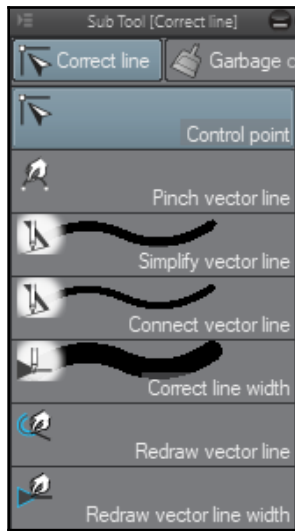 Sub Tool [Correct line]
Correct line Garbage
Control point
Pinch vector line
Simplify vector line
Connect vector line
Correct line width
Redraw vector line
Redraw vector line width